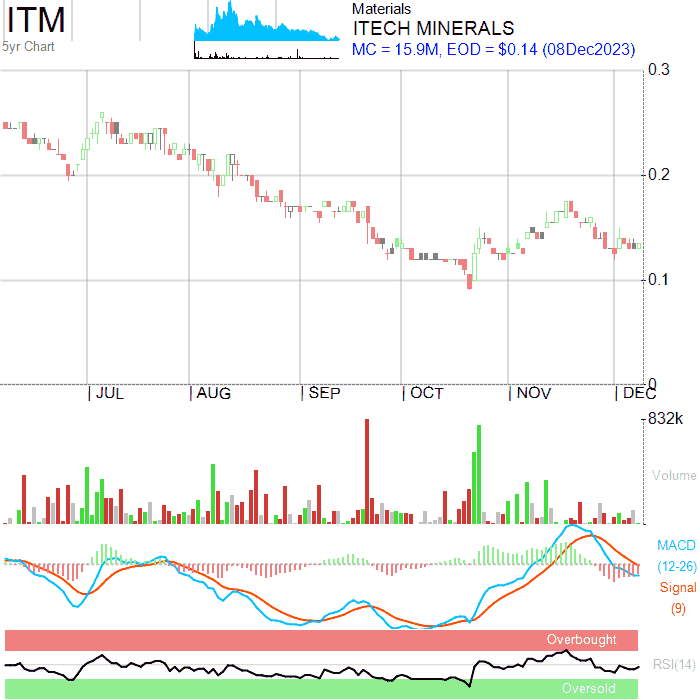 ITM
5yr Chart
Materials
ITECH MINERALS
MC = 15.9M, EOD = $0.14 (08Dec2023)
0.3
0.2
0.1
0
JUL AUG SEP OCT NOV DEC
832k
Volume
MACD
(12-26)
Signal
(9)
Overbought
RSI(14)
Oversold